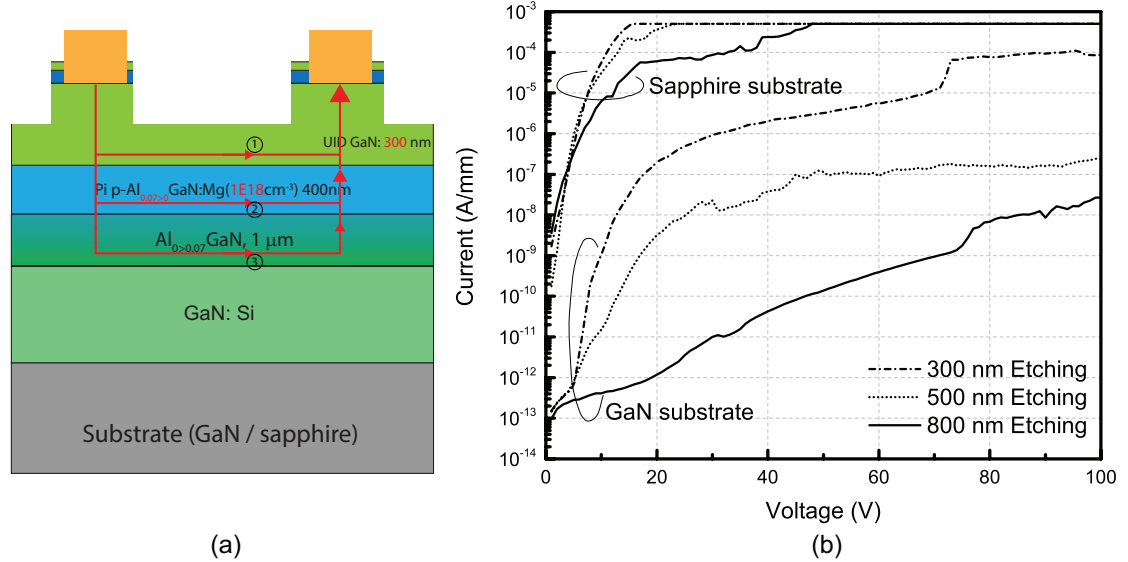 ①
UID GaN: 300 nm
Pi p-Al0.07>0GaN:Mg(1E18cm-3) 400nm
②
Al0>0.07GaN, 1 μm
③
GaN: Si
Substrate (GaN / sapphire)
(a)
Current (A/mm)
10-3
10-4
10-5
10-6
10-7
10-8
10-9
10-10
10-11
10-12
10-13
10-14
Sapphire substrate
GaN substrate
300 nm Etching
500 nm Etching
800 nm Etching
0 20 40 60 80 100
Voltage (V)
(b)